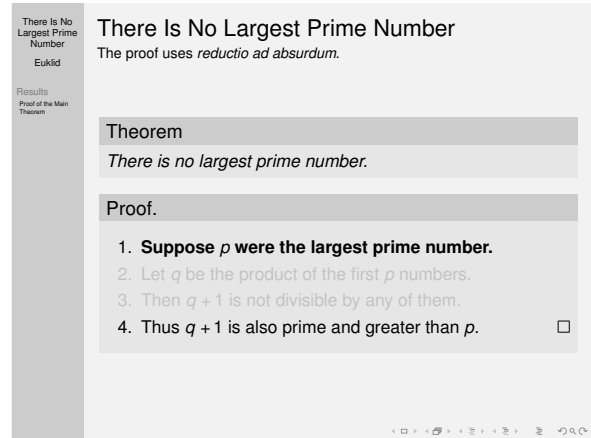 There Is No
Largest Prime
Number
Euklid
Results
Proof of the Main
Theorem
There Is No Largest Prime Number
The proof uses reductio ad absurdum.
Theorem
There is no largest prime number.
Proof.
1. Suppose p were the largest prime number.
2. Let q be the product of the first p numbers.
3. Then q + 1 is not divisible by any of them.
4. Thus q + 1 is also prime and greater than p. □